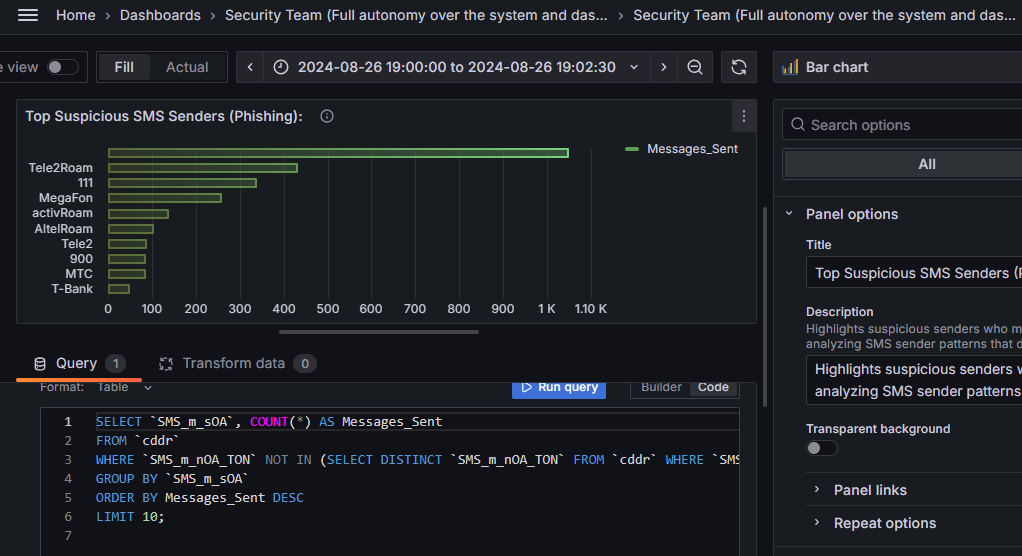 Home › Dashboards › Security Team (Full autonomy over the system and das... › Security Team (Full autonomy over the system and das...
e view Fill Actual 2024-08-26 19:00:00 to 2024-08-26 19:02:30 Bar chart
Top Suspicious SMS Senders (Phishing):
Messages_Sent
Tele2Roam
111
MegaFon
activRoam
AltelRoam
Tele2
900
MTC
T-Bank
0 100 200 300 400 500 600 700 800 900 1 K 1.10 K
Query 1 Transform data 0
Format: Table Run query Builder Code
1 SELECT `SMS_m_sOA`, COUNT(*) AS Messages_Sent
2 FROM `cddr`
3 WHERE `SMS_m_nOA_TON` NOT IN (SELECT DISTINCT `SMS_m_nOA_TON` FROM `cddr` WHERE `SMS
4 GROUP BY `SMS_m_sOA`
5 ORDER BY Messages_Sent DESC
6 LIMIT 10;
7
Search options
All
Panel options
Title
Top Suspicious SMS Senders (P
Description
Highlights suspicious senders who m
analyzing SMS sender patterns that d
Highlights suspicious senders w
analyzing SMS sender patterns
Transparent background
Panel links
Repeat options